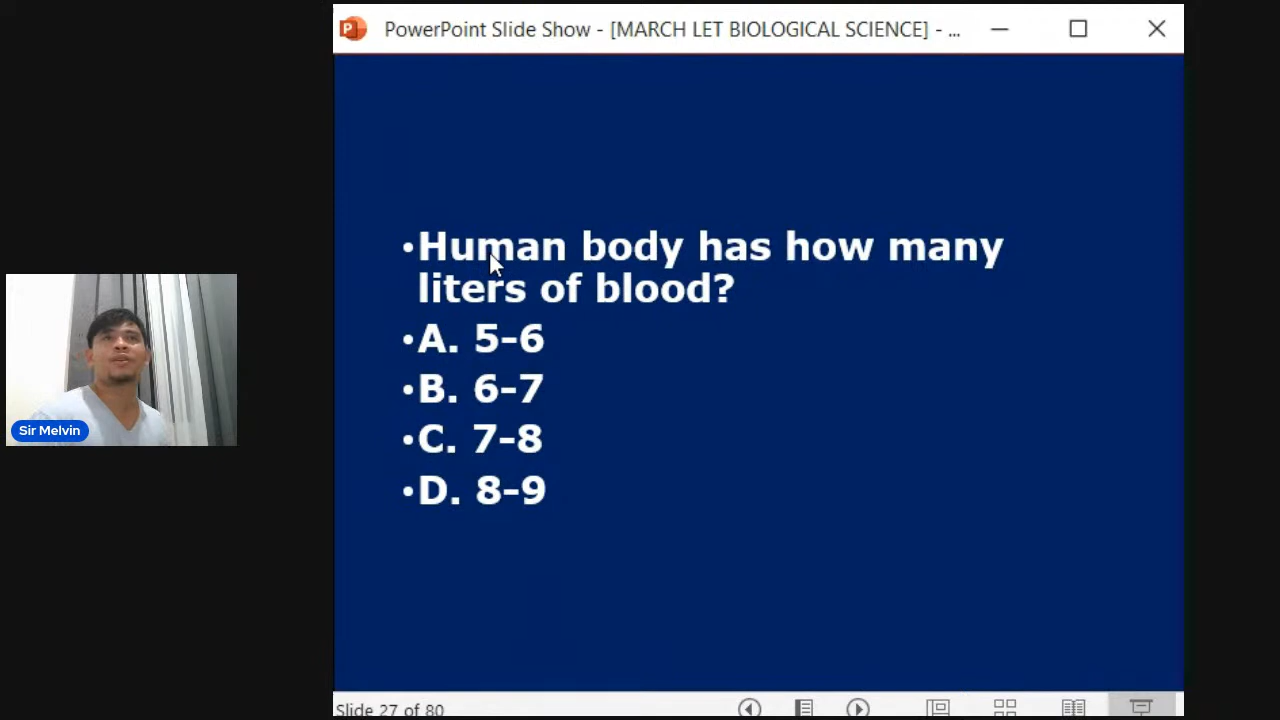 PowerPoint Slide Show - [MARCH LET BIOLOGICAL SCIENCE] - ...
•Human body has how many
liters of blood?
•A. 5-6
•B. 6-7
•C. 7-8
•D. 8-9
Sir Melvin
Slide 27 of 80